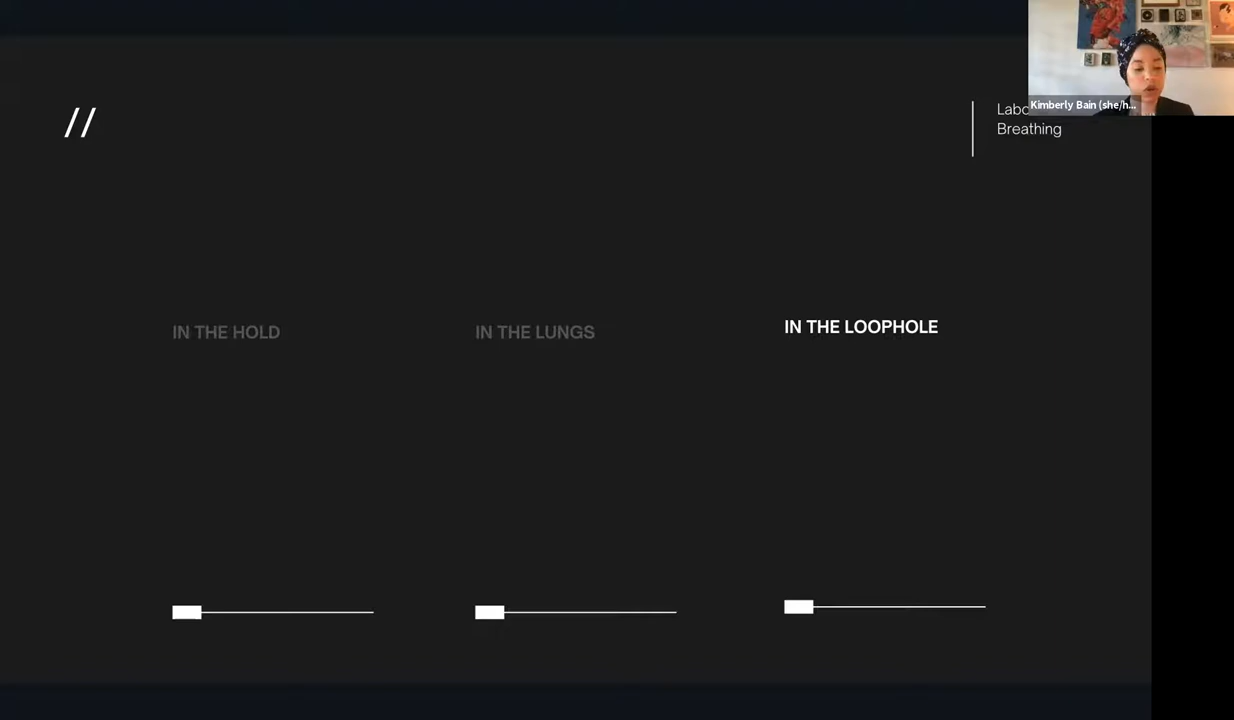 //
Kimberly Bain (she/h...
Breathing
IN THE HOLD
IN THE LUNGS
IN THE LOOPHOLE